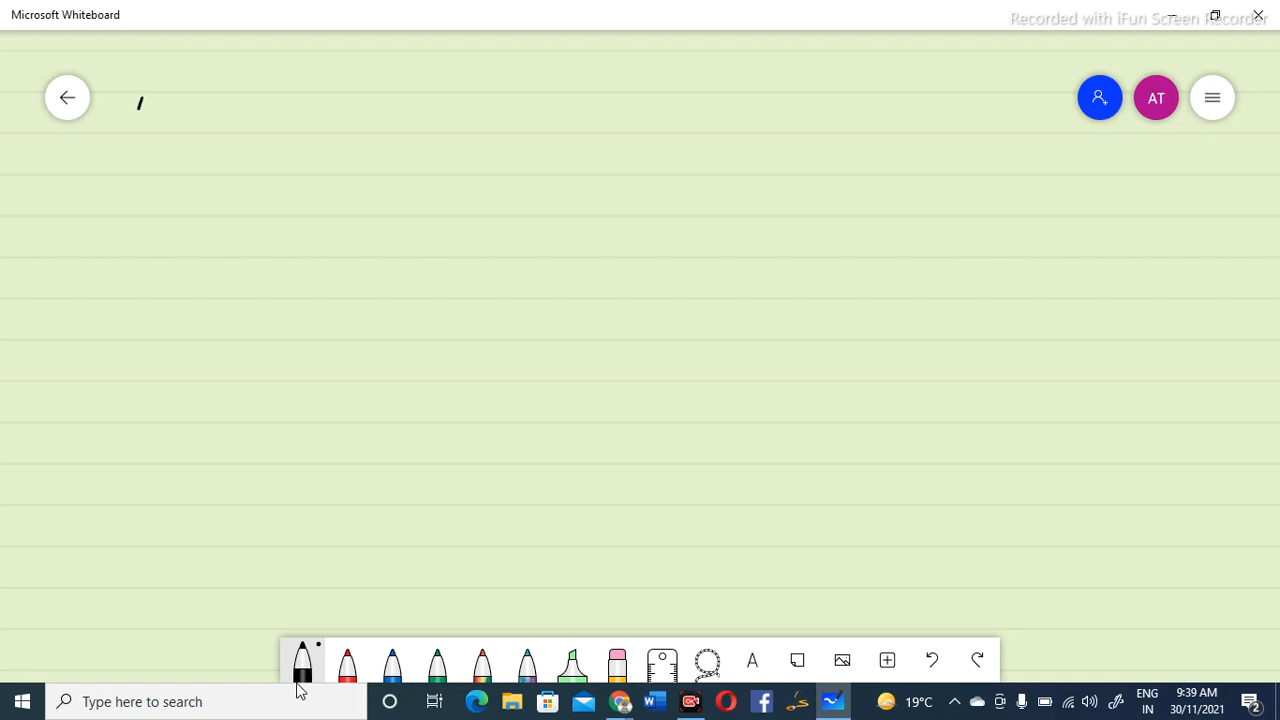 Microsoft Whiteboard
Recorded with iFun Screen Recorder
AT
A
Type here to search
19°C
ENG
IN
9:39 AM
30/11/2021
2